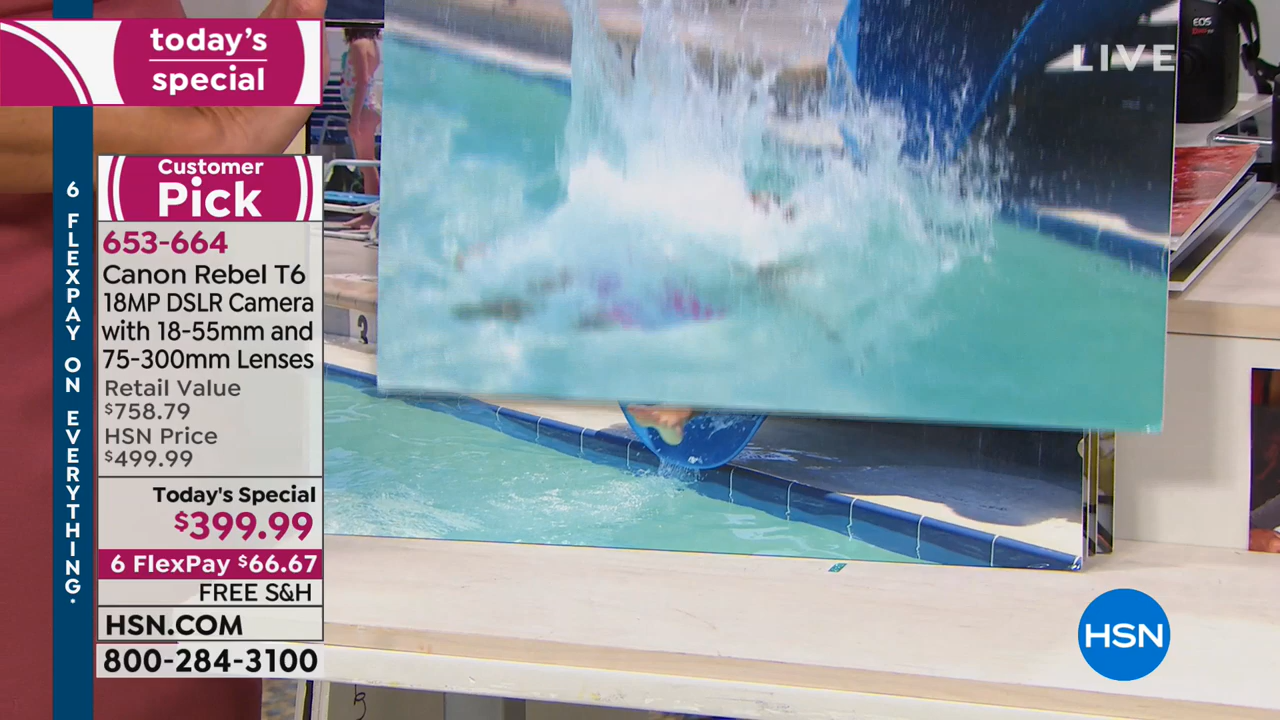 today's
special
LIVE
EOS
6 FLEXPAY ON EVERYTHING.
Customer
Pick
653-664
Canon Rebel T6
18MP DSLR Camera
with 18-55mm and
75-300mm Lenses
Retail Value
$758.79
HSN Price
$499.99
Today's Special
$399.99
6 FlexPay $66.67
FREE S&H
HSN.COM
800-284-3100
3
HSN